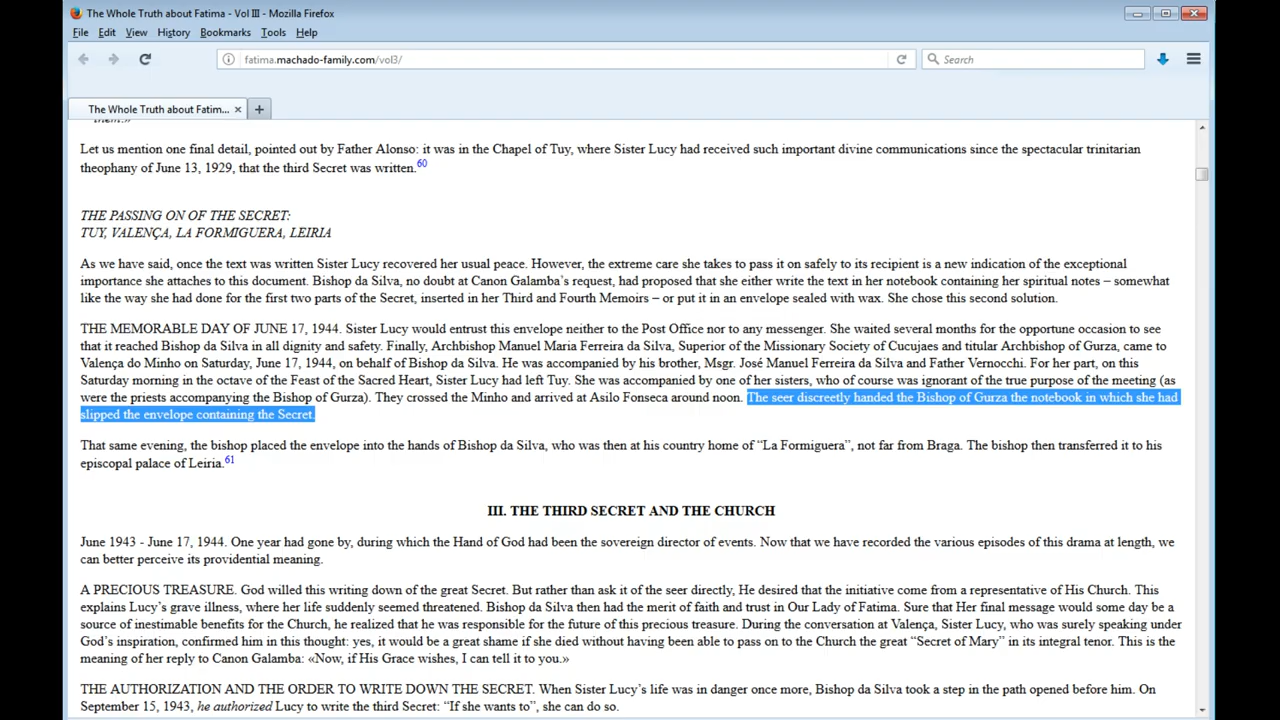 The Whole Truth about Fatima - Vol III - Mozilla Firefox
File Edit View History Bookmarks Tools Help
fatima.machado-family.com/vol3/
Search
The Whole Truth about Fatim...
Let us mention one final detail, pointed out by Father Alonso: it was in the Chapel of Tuy, where Sister Lucy had received such important divine communications since the spectacular trinitarian
theophany of June 13, 1929, that the third Secret was written.60
THE PASSING ON OF THE SECRET:
TUY, VALENÇA, LA FORMIGUERA, LEIRIA
As we have said, once the text was written Sister Lucy recovered her usual peace. However, the extreme care she takes to pass it on safely to its recipient is a new indication of the exceptional
importance she attaches to this document. Bishop da Silva, no doubt at Canon Galamba’s request, had proposed that she either write the text in her notebook containing her spiritual notes – somewhat
like the way she had done for the first two parts of the Secret, inserted in her Third and Fourth Memoirs – or put it in an envelope sealed with wax. She chose this second solution.
THE MEMORABLE DAY OF JUNE 17, 1944. Sister Lucy would entrust this envelope neither to the Post Office nor to any messenger. She waited several months for the opportune occasion to see
that it reached Bishop da Silva in all dignity and safety. Finally, Archbishop Manuel Maria Ferreira da Silva, Superior of the Missionary Society of Cucujaes and titular Archbishop of Gurza, came to
Valença do Minho on Saturday, June 17, 1944, on behalf of Bishop da Silva. He was accompanied by his brother, Msgr. José Manuel Ferreira da Silva and Father Vernocchi. For her part, on this
Saturday morning in the octave of the Feast of the Sacred Heart, Sister Lucy had left Tuy. She was accompanied by one of her sisters, who of course was ignorant of the true purpose of the meeting (as
were the priests accompanying the Bishop of Gurza). They crossed the Minho and arrived at Asilo Fonseca around noon. The seer discreetly handed the Bishop of Gurza the notebook in which she had
slipped the envelope containing the Secret.
That same evening, the bishop placed the envelope into the hands of Bishop da Silva, who was then at his country home of “La Formiguera”, not far from Braga. The bishop then transferred it to his
episcopal palace of Leiria.61
III. THE THIRD SECRET AND THE CHURCH
June 1943 - June 17, 1944. One year had gone by, during which the Hand of God had been the sovereign director of events. Now that we have recorded the various episodes of this drama at length, we
can better perceive its providential meaning.
A PRECIOUS TREASURE. God willed this writing down of the great Secret. But rather than ask it of the seer directly, He desired that the initiative come from a representative of His Church. This
explains Lucy’s grave illness, where her life suddenly seemed threatened. Bishop da Silva then had the merit of faith and trust in Our Lady of Fatima. Sure that Her final message would some day be a
source of inestimable benefits for the Church, he realized that he was responsible for the future of this precious treasure. During the conversation at Valença, Sister Lucy, who was surely speaking under
God’s inspiration, confirmed him in this thought: yes, it would be a great shame if she died without having been able to pass on to the Church the great “Secret of Mary” in its integral tenor. This is the
meaning of her reply to Canon Galamba: «Now, if His Grace wishes, I can tell it to you.»
THE AUTHORIZATION AND THE ORDER TO WRITE DOWN THE SECRET. When Sister Lucy’s life was in danger once more, Bishop da Silva took a step in the path opened before him. On
September 15, 1943, he authorized Lucy to write the third Secret: “If she wants to”, she can do so.